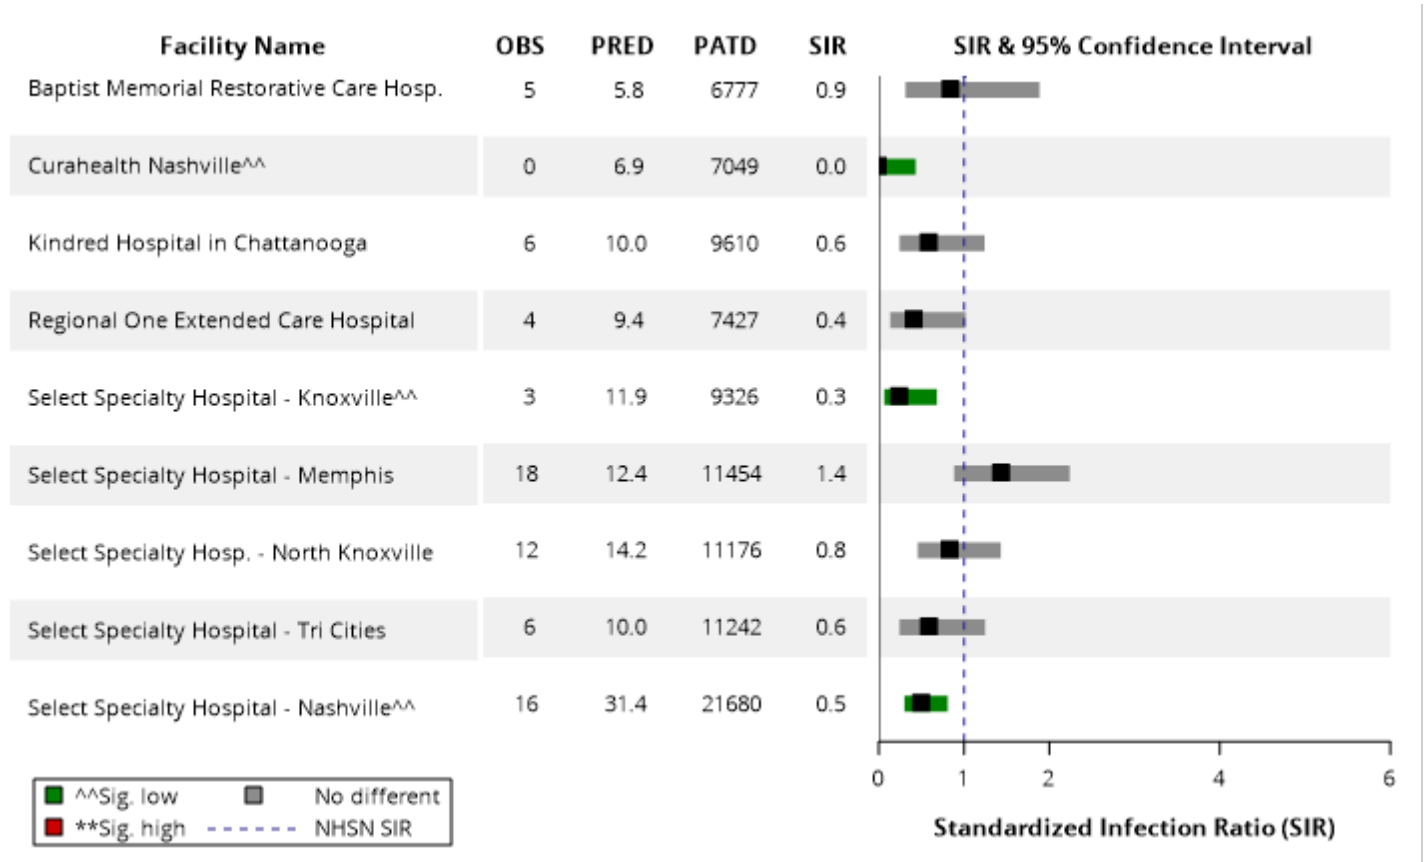 Facility Name OBS PRED PATD SIR SIR & 95% Confidence Interval
Baptist Memorial Restorative Care Hosp. 5 5.8 6777 0.9
Curahealth Nashville^^ 0 6.9 7049 0.0
Kindred Hospital in Chattanooga 6 10.0 9610 0.6
Regional One Extended Care Hospital 4 9.4 7427 0.4
Select Specialty Hospital - Knoxville^^ 3 11.9 9326 0.3
Select Specialty Hospital - Memphis 18 12.4 11454 1.4
Select Specialty Hosp. - North Knoxville 12 14.2 11176 0.8
Select Specialty Hospital - Tri Cities 6 10.0 11242 0.6
Select Specialty Hospital - Nashville^^ 16 31.4 21680 0.5
0 1 2 4 6
^^Sig. low No different
**Sig. high NHSN SIR
Standardized Infection Ratio (SIR)